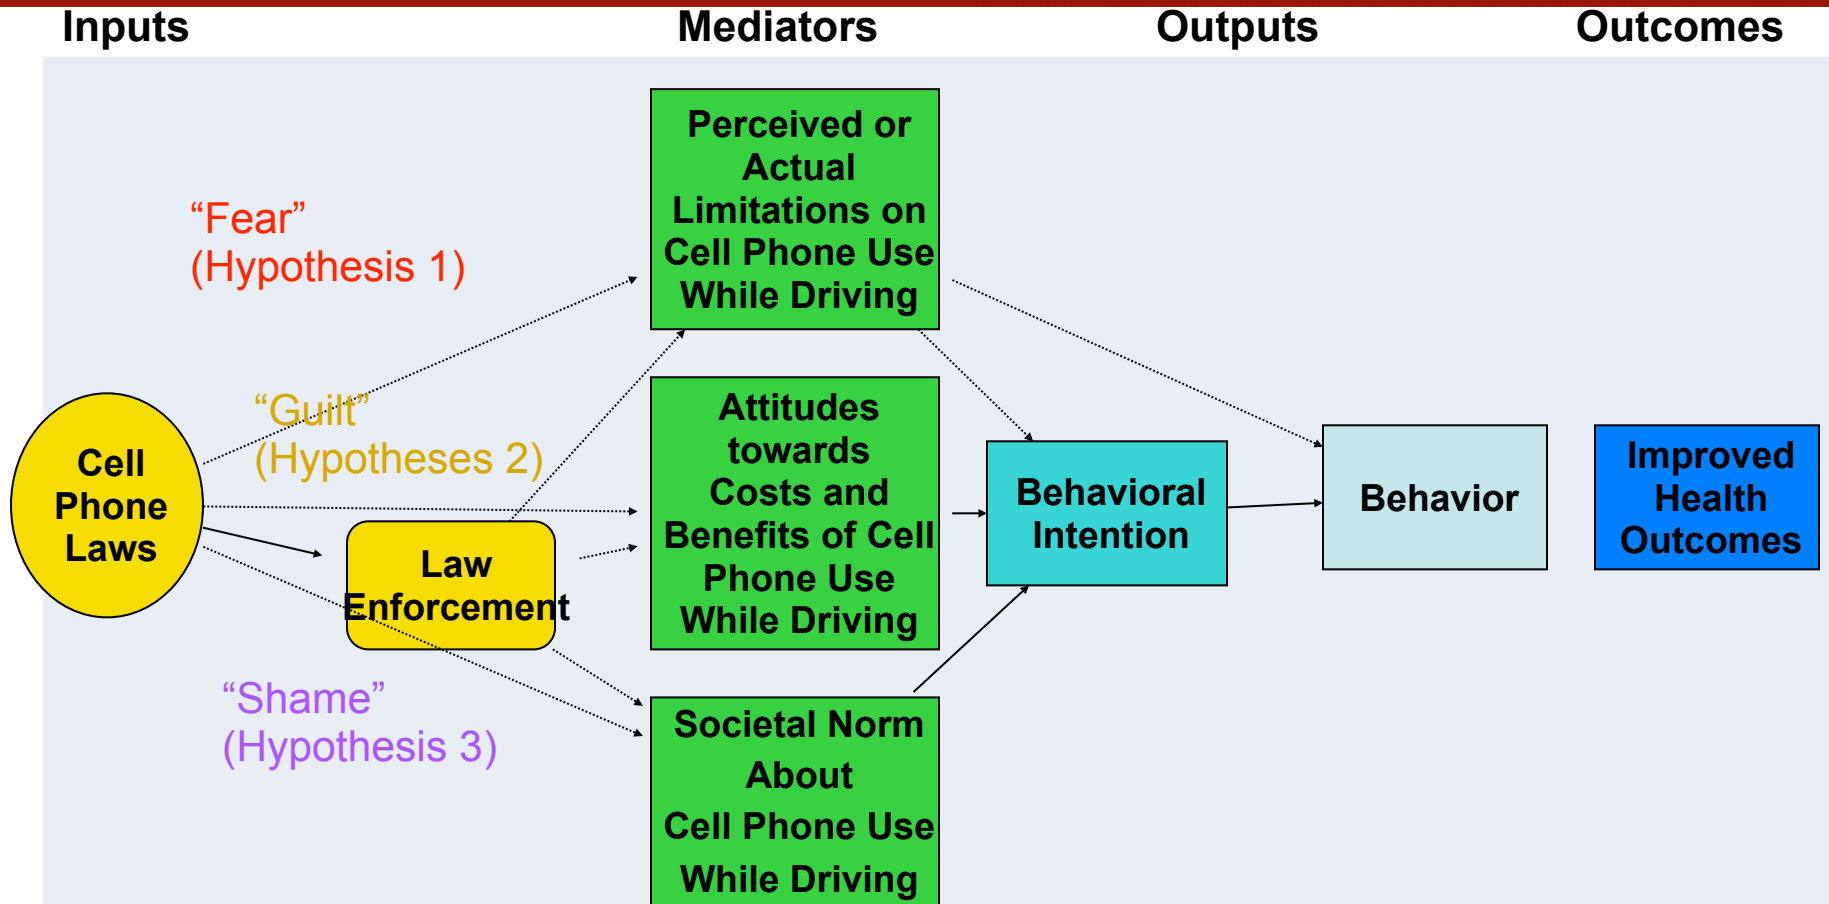 Inputs
Mediators
Outputs
Outcomes
Perceived or
Actual
Limitations on
Cell Phone Use
While Driving
“Fear”
(Hypothesis 1)
“Guilt”
(Hypotheses 2)
Cell
Phone
Laws
Law
Enforcement
Attitudes
towards
Costs and
Benefits of Cell
Phone Use
While Driving
Behavioral
Intention
Behavior
Improved
Health
Outcomes
“Shame”
(Hypothesis 3)
Societal Norm
About
Cell Phone Use
While Driving